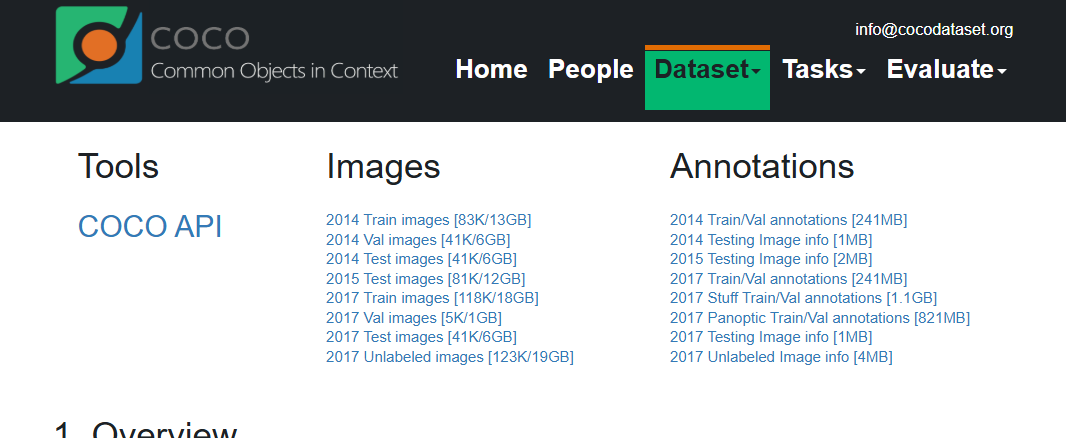 COCO
Common Objects in Context
info@cocodataset.org
Home People Dataset Tasks Evaluate
Tools
COCO API
Images
2014 Train images [83K/13GB]
2014 Val images [41K/6GB]
2014 Test images [41K/6GB]
2015 Test images [81K/12GB]
2017 Train images [118K/18GB]
2017 Val images [5K/1GB]
2017 Test images [41K/6GB]
2017 Unlabeled images [123K/19GB]
Annotations
2014 Train/Val annotations [241MB]
2014 Testing Image info [1MB]
2015 Testing Image info [2MB]
2017 Train/Val annotations [241MB]
2017 Stuff Train/Val annotations [1.1GB]
2017 Panoptic Train/Val annotations [821MB]
2017 Testing Image info [1MB]
2017 Unlabeled Image info [4MB]
1. Overview